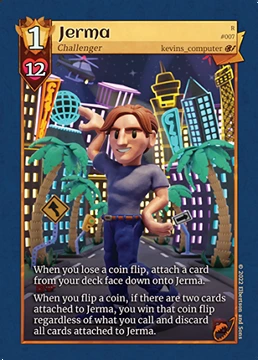 1
Jerma
R
#007
12
Challenger
kevins_computer
When you lose a coin flip, attach a card
from your deck face down onto Jerma.
When you flip a coin, if there are two cards
attached to Jerma, you win that coin flip
regardless of what you call and discard
all cards attached to Jerma.
© 2022 Elbertson and Sons